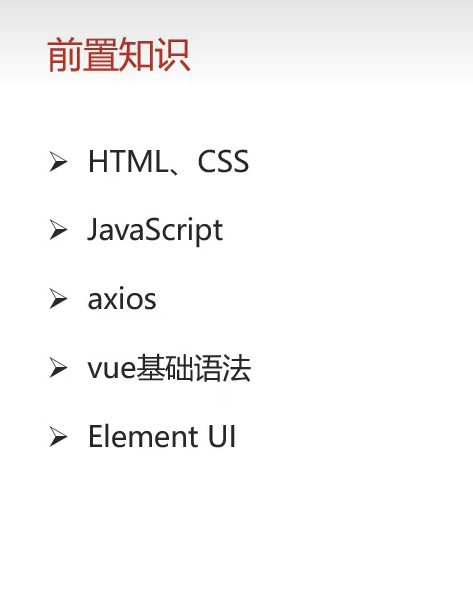 前置知识
HTML、CSS
JavaScript
axios
vue基础语法
Element UI